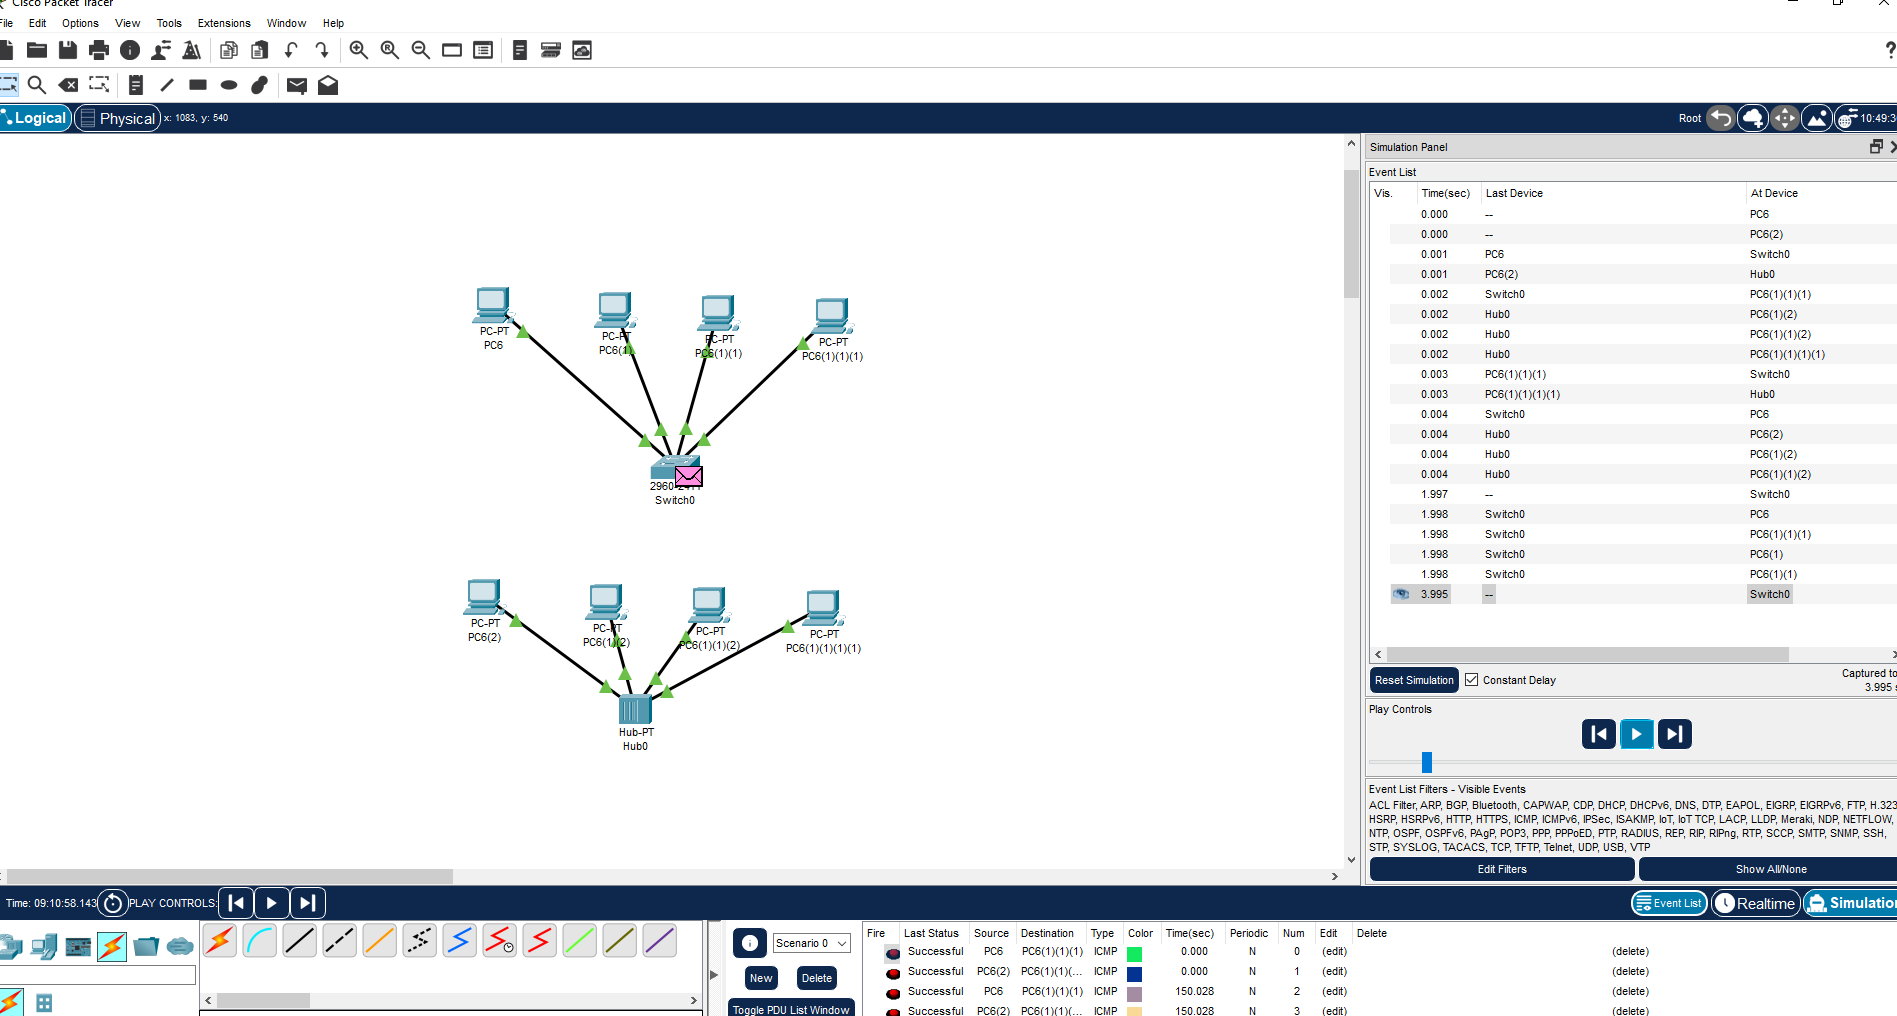 Cisco Packet Tracer
File Edit Options View Tools Extensions Window Help
Logical Physical x: 1083, y: 540 Root 10:49:3
Simulation Panel
Event List
Vis. Time(sec) Last Device At Device
0.000 -- PC6
0.000 -- PC6(2)
0.001 PC6 Switch0
0.001 PC6(2) Hub0
0.002 Switch0 PC6(1)(1)(1)
0.002 Hub0 PC6(1)(2)
0.002 Hub0 PC6(1)(1)(2)
0.002 Hub0 PC6(1)(1)(1)(1)
0.003 PC6(1)(1)(1) Switch0
0.003 PC6(1)(1)(1)(1) Hub0
0.004 Switch0 PC6
0.004 Hub0 PC6(2)
0.004 Hub0 PC6(1)(2)
0.004 Hub0 PC6(1)(1)(2)
1.997 -- Switch0
1.998 Switch0 PC6
1.998 Switch0 PC6(1)(1)(1)
1.998 Switch0 PC6(1)
1.998 Switch0 PC6(1)(1)
3.995 -- Switch0
PC-PT
PC6
PC-PT
PC6(1)
PC-PT
PC6(1)(1)
PC-PT
PC6(1)(1)(1)
Switch0
PC-PT
PC6(2)
PC-PT
PC6(1)(2)
PC-PT
PC6(1)(1)(2)
PC-PT
PC6(1)(1)(1)(1)
Hub-PT
Hub0
Reset Simulation Constant Delay Captured to
3.995 s
Play Controls
Event List Filters - Visible Events
ACL Filter, ARP, BGP, Bluetooth, CAPWAP, CDP, DHCP, DHCPv6, DNS, DTP, EAPOL, EIGRP, EIGRPv6, FTP, H.323,
HSRP, HSRPv6, HTTP, HTTPS, ICMP, ICMPv6, IPSec, ISAKMP, IoT, IoT TCP, LACP, LLDP, Meraki, NDP, NETFLOW,
NTP, OSPF, OSPFv6, PAgP, POP3, PPP, PPPoED, PTP, RADIUS, REP, RIP, RIPng, RTP, SCCP, SMTP, SNMP, SSH,
STP, SYSLOG, TACACS, TCP, TFTP, Telnet, UDP, USB, VTP
Edit Filters Show All/None
Time: 09:10:58.143 PLAY CONTROLS: Event List Realtime Simulation
Scenario 0
New Delete
Toggle PDU List Window
Fire Last Status Source Destination Type Color Time(sec) Periodic Num Edit Delete
Successful PC6 PC6(1)(1)(1) ICMP 0.000 N 0 (edit) (delete)
Successful PC6(2) PC6(1)(1)(... ICMP 0.000 N 1 (edit) (delete)
Successful PC6 PC6(1)(1)(1) ICMP 150.028 N 2 (edit) (delete)
Successful PC6(2) PC6(1)(1)(... ICMP 150.028 N 3 (edit) (delete)